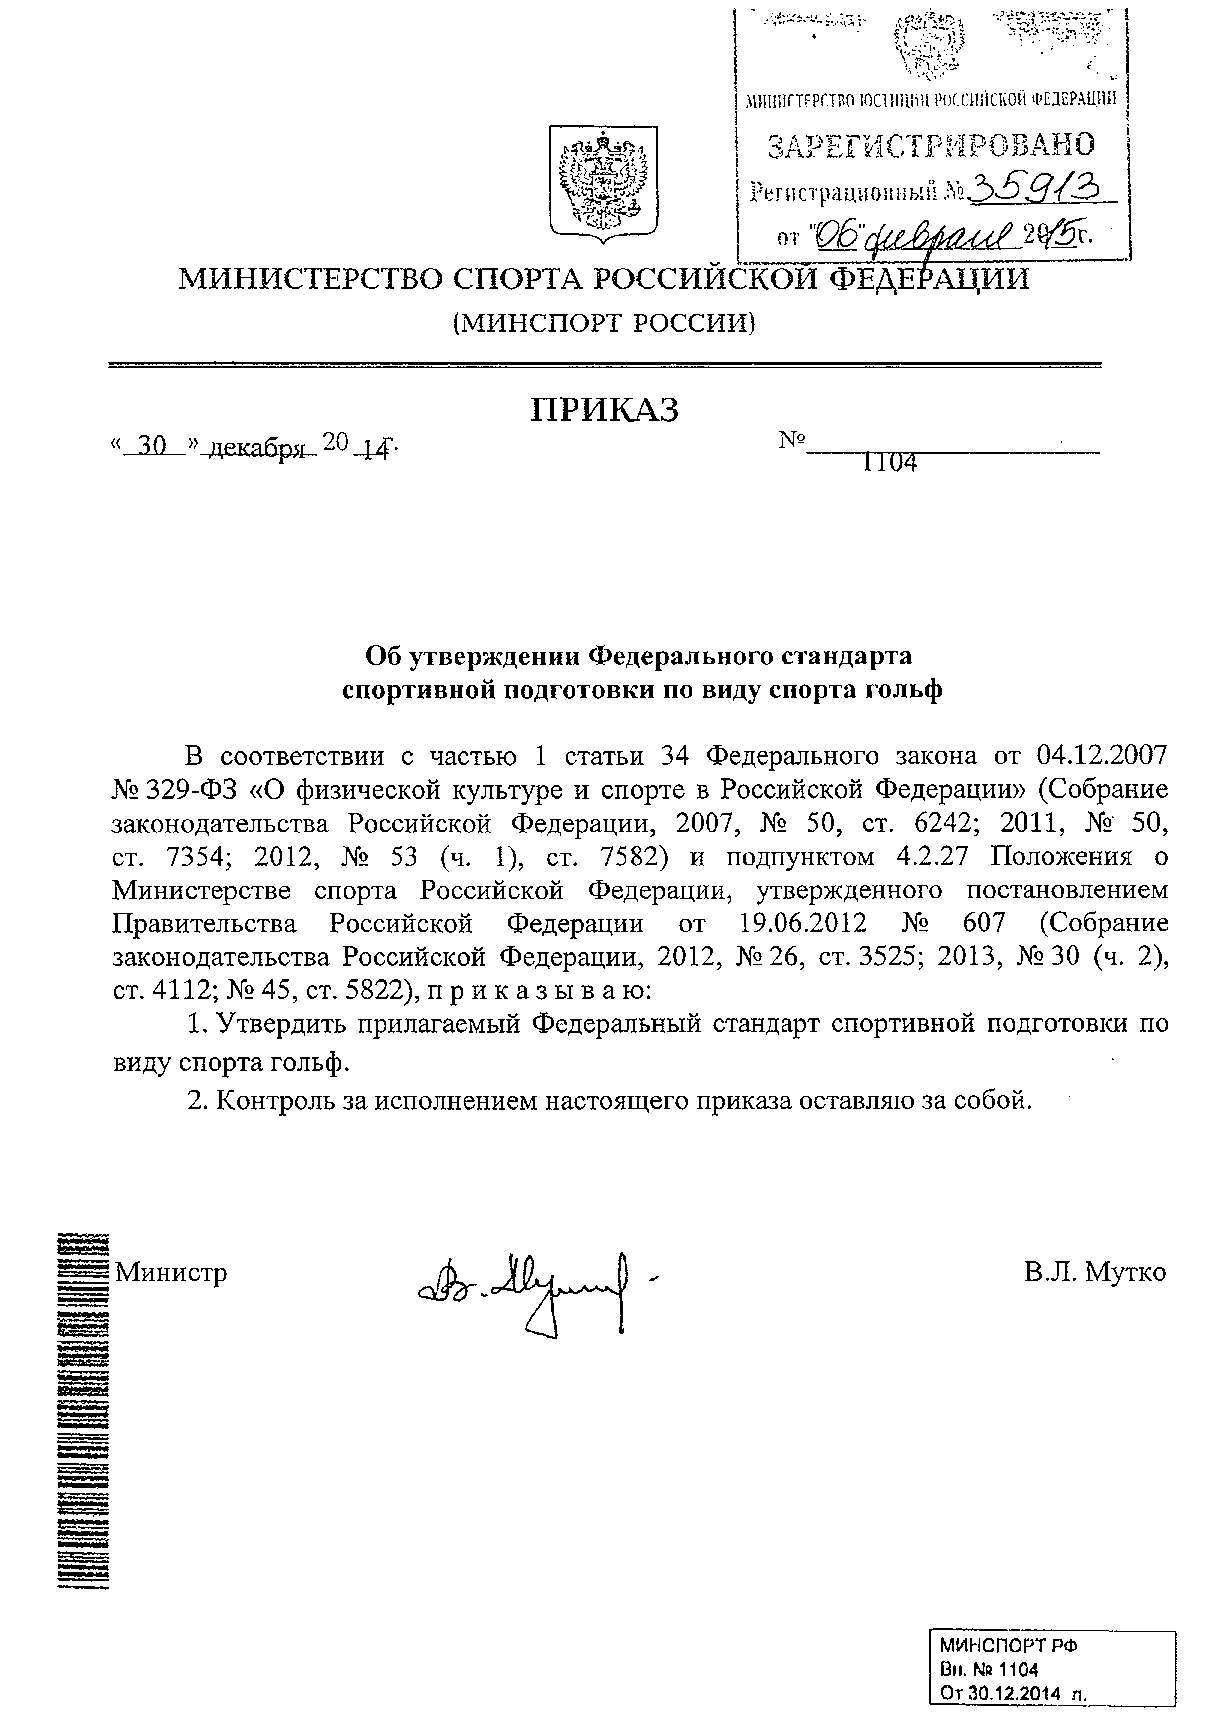 МИНИСТЕРСТВО ЮСТИЦИИ РОССИЙСКОЙ ФЕДЕРАЦИИ
ЗАРЕГИСТРИРОВАНО
Регистрационный № 35913
от "06" февраля 2015г.
МИНИСТЕРСТВО СПОРТА РОССИЙСКОЙ ФЕДЕРАЦИИ
(МИНСПОРТ РОССИИ)
ПРИКАЗ
« 30 » декабря 20 14 г. № 1104
Об утверждении Федерального стандарта
спортивной подготовки по виду спорта гольф
В соответствии с частью 1 статьи 34 Федерального закона от 04.12.2007
№ 329-ФЗ «О физической культуре и спорте в Российской Федерации» (Собрание
законодательства Российской Федерации, 2007, № 50, ст. 6242; 2011, № 50,
ст. 7354; 2012, № 53 (ч. 1), ст. 7582) и подпунктом 4.2.27 Положения о
Министерстве спорта Российской Федерации, утвержденного постановлением
Правительства Российской Федерации от 19.06.2012 № 607 (Собрание
законодательства Российской Федерации, 2012, № 26, ст. 3525; 2013, № 30 (ч. 2),
ст. 4112; № 45, ст. 5822), п р и к а з ы в а ю:
1. Утвердить прилагаемый Федеральный стандарт спортивной подготовки по
виду спорта гольф.
2. Контроль за исполнением настоящего приказа оставляю за собой.
Министр В. Мутко В.Л. Мутко
МИНСПОРТ РФ
Вн. № 1104
От 30.12.2014 л.